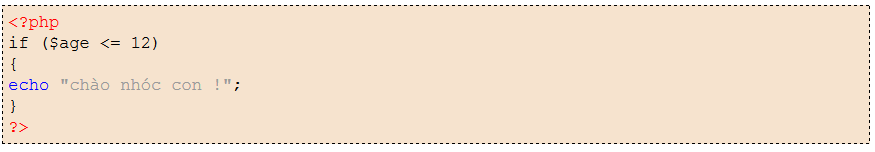 <?php
if ($age <= 12)
{
echo "chào nhóc con !";
}
?>